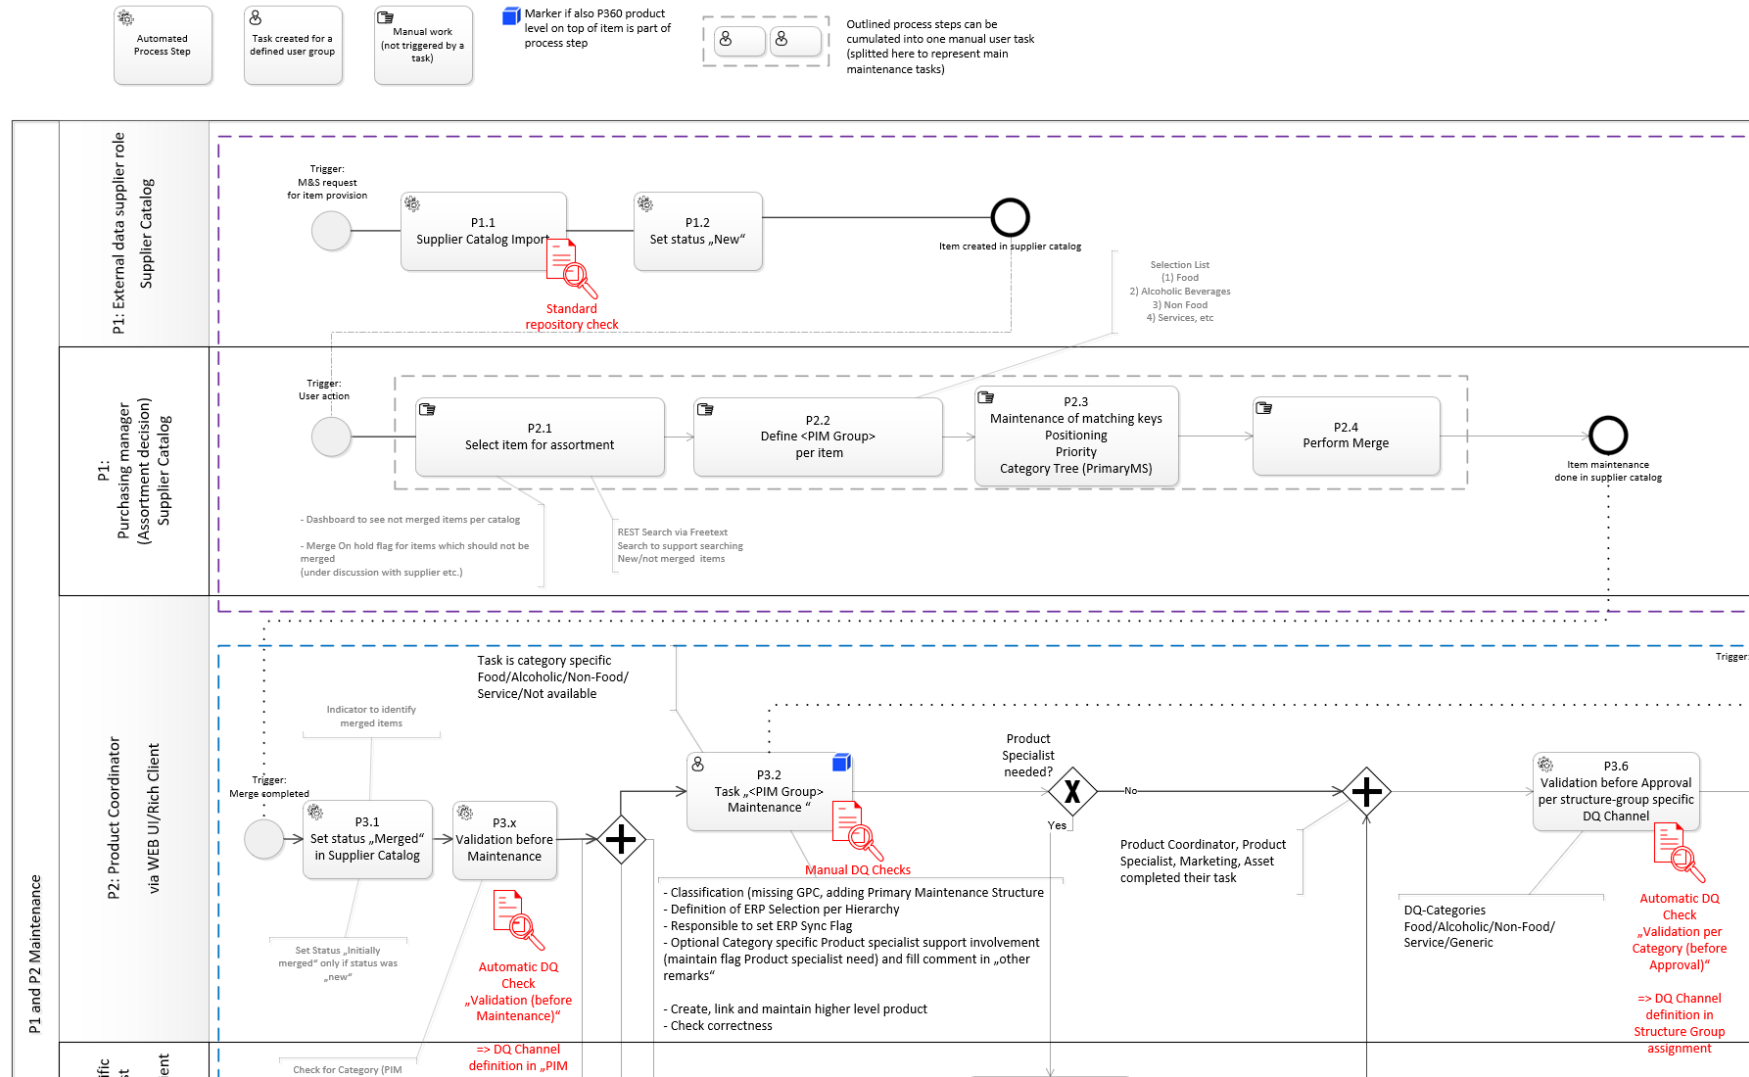 Automated
Process Step
Task created for a
defined user group
Manual work
(not triggered by a
task)
Marker if also P360 product
level on top of item is part of
process step
Outlined process steps can be
cumulated into one manual user task
(splitted here to represent main
maintenance tasks)
P1 and P2 Maintenance
P1: External data supplier role
Supplier Catalog
Trigger:
M&S request
for item provision
P1.1
Supplier Catalog Import
Standard
repository check
P1.2
Set status „New“
Item created in supplier catalog
Selection List
(1) Food
2) Alcoholic Beverages
3) Non Food
4) Services, etc
P1:
Purchasing manager
(Assortment decision)
Supplier Catalog
Trigger:
User action
P2.1
Select item for assortment
P2.2
Define <PIM Group>
per item
P2.3
Maintenance of matching keys
Positioning
Priority
Category Tree (PrimaryMS)
P2.4
Perform Merge
Item maintenance
done in supplier catalog
- Dashboard to see not merged items per catalog
- Merge On hold flag for items which should not be
merged
(under discussion with supplier etc.)
REST Search via Freetext
Search to support searching
New/not merged  items
P2: Product Coordinator
via WEB UI/Rich Client
Task is category specific
Food/Alcoholic/Non-Food/
Service/Not available
Trigger:
Indicator to identify
merged items
Trigger:
Merge completed
P3.1
Set status „Merged“
in Supplier Catalog
P3.x
Validation before
Maintenance
P3.2
Task „<PIM Group>
Maintenance “
Manual DQ Checks
Product
Specialist
needed?
X
No
Yes
P3.6
Validation before Approval
per structure-group specific
DQ Channel
Product Coordinator, Product
Specialist, Marketing, Asset
completed their task
- Classification (missing GPC, adding Primary Maintenance Structure
- Definition of ERP Selection per Hierarchy
- Responsible to set ERP Sync Flag
- Optional Category specific Product specialist support involvement
(maintain flag Product specialist need) and fill comment in „other
remarks“
- Create, link and maintain higher level product
- Check correctness
DQ-Categories
Food/Alcoholic/Non-Food/
Service/Generic
Automatic DQ
Check
„Validation per
Category (before
Approval)“
=> DQ Channel
definition in
Structure Group
assignment
Set Status „Initially
merged“ only if status was
„new“
Automatic DQ
Check
„Validation (before
Maintenance)“
=> DQ Channel
definition in „PIM
Check for Category (PIM